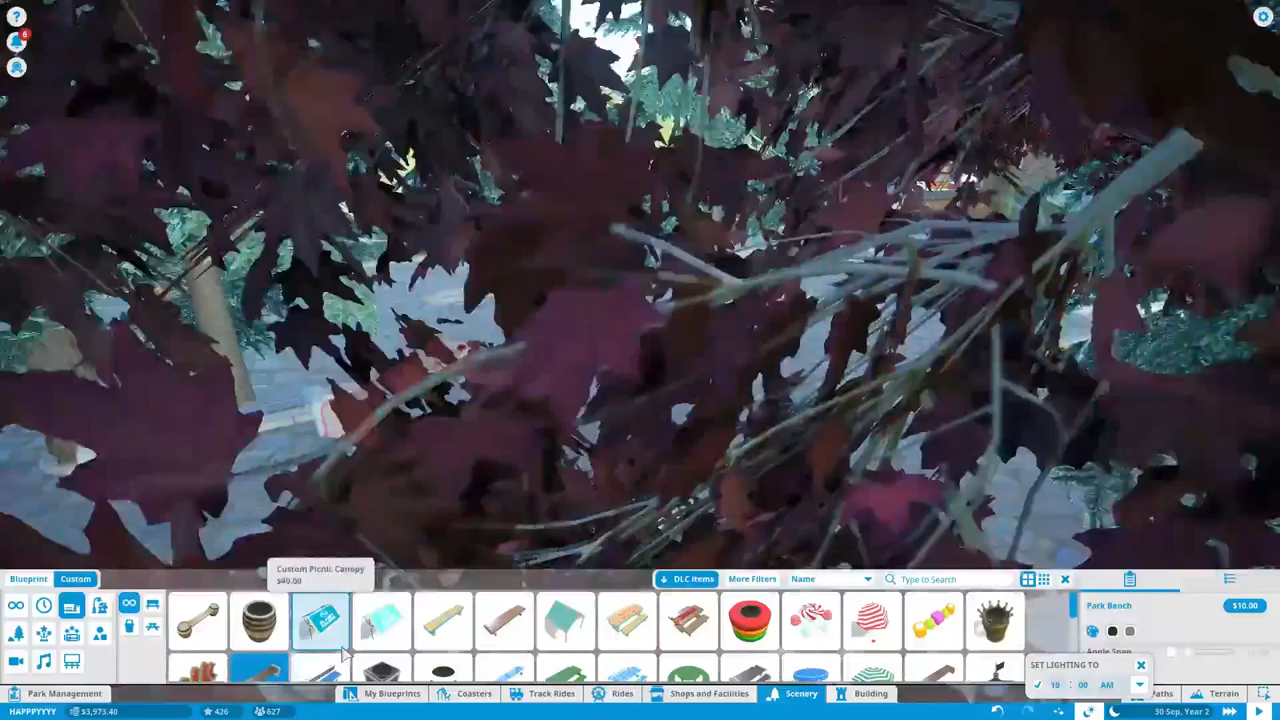 ?
6
Blueprint
Custom
Custom Picnic Canopy
$40.00
DLC Items
More Filters
Name
Type to Search
Park Bench
$10.00
SET LIGHTING TO
10 : 00 AM
Park Management
My Blueprints
Coasters
Track Rides
Rides
Shops and Facilities
Scenery
Building
Paths
Terrain
HAPPPYYYY
$3,973.40
426
627
30 Sep, Year 2